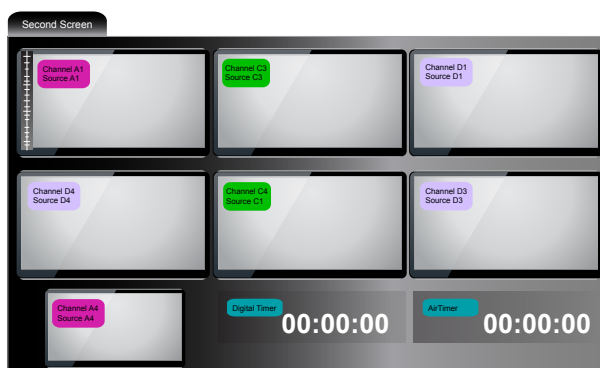 Second Screen
Channel A1
Source A1
Channel C3
Source C3
Channel D1
Source D1
Channel D4
Source D4
Channel C4
Source C1
Channel D3
Source D3
Channel A4
Source A4
Digital Timer
00:00:00
AirTimer
00:00:00